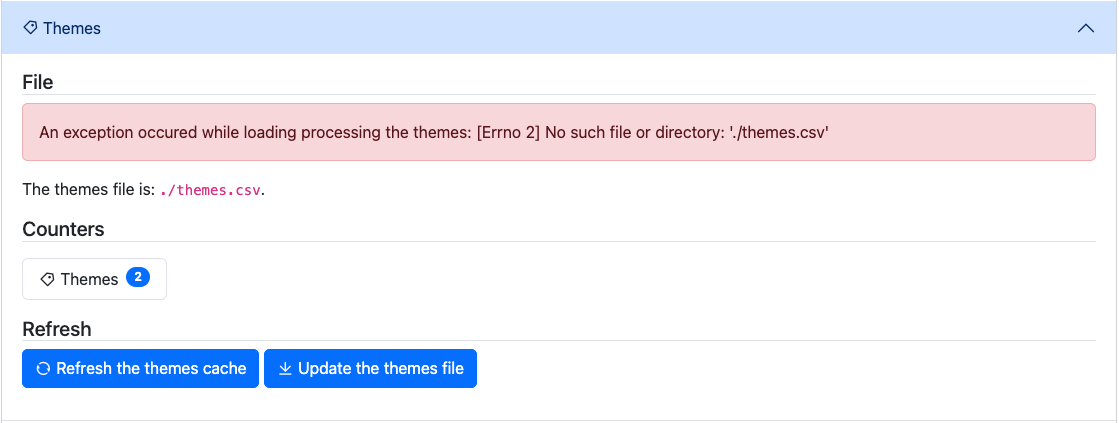 Themes
File
An exception occured while loading processing the themes: [Errno 2] No such file or directory: './themes.csv'
The themes file is: ./themes.csv.
Counters
Themes 2
Refresh
Refresh the themes cache Update the themes file